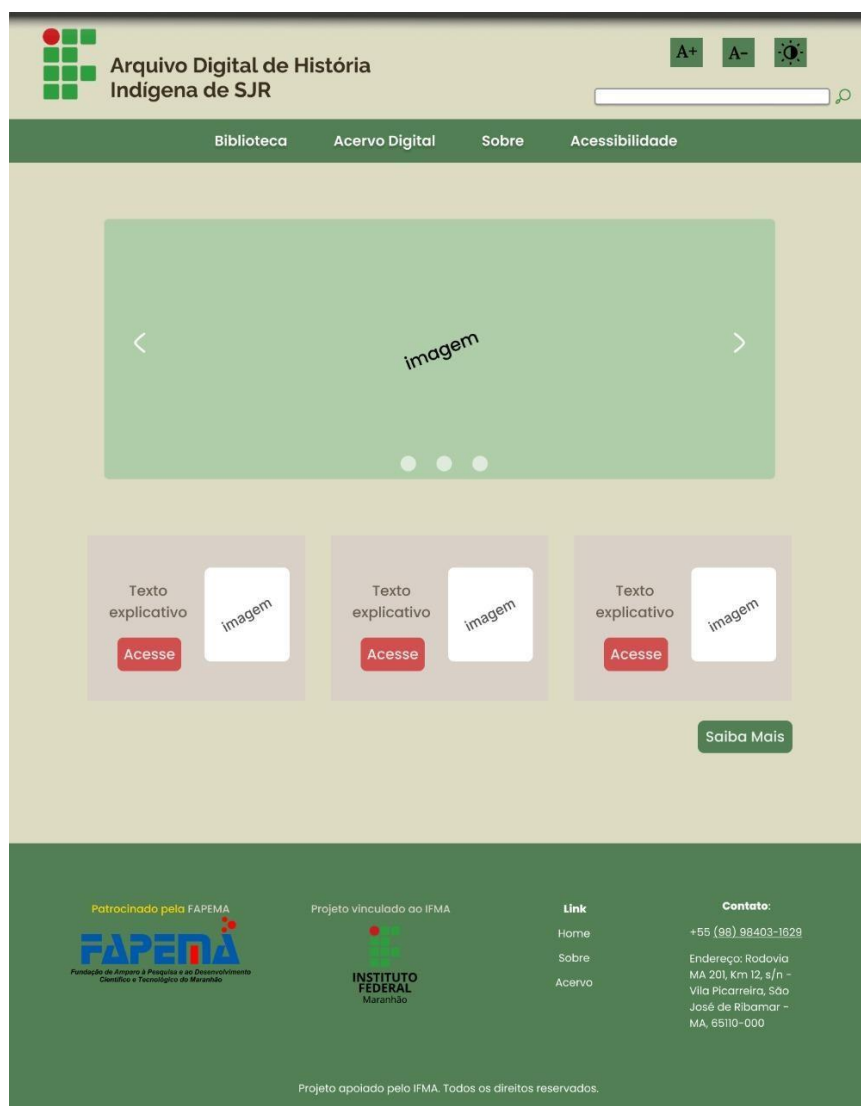 Arquivo Digital de História
Indígena de SJR
A+
A-
Biblioteca
Acervo Digital
Sobre
Acessibilidade
imagem
Texto
explicativo
Acesse
imagem
Texto
explicativo
Acesse
imagem
Texto
explicativo
Acesse
imagem
Saiba Mais
Patrocinado pela FAPEMA
FAPEMA
Fundação de Amparo à Pesquisa e ao Desenvolvimento
Científico e Tecnológico do Maranhão
Projeto vinculado ao IFMA
INSTITUTO
FEDERAL
Maranhão
Link
Home
Sobre
Acervo
Contato:
+55 (98) 98403-1629
Endereço: Rodovia
MA 201, Km 12, s/n -
Vila Picarreira, São
José de Ribamar -
MA, 65110-000
Projeto apoiado pelo IFMA. Todos os direitos reservados.